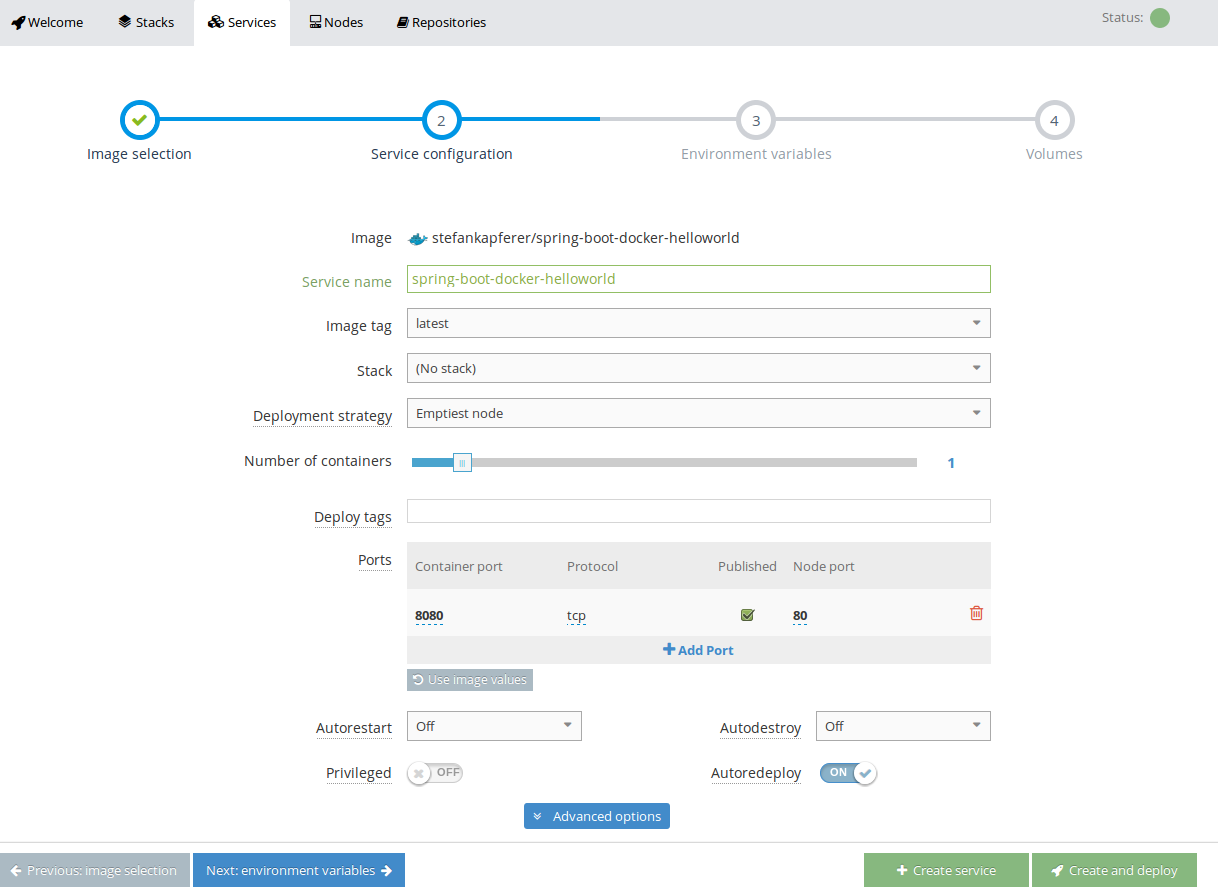 Welcome Stacks Services Nodes Repositories Status:
2 3 4
Image selection Service configuration Environment variables Volumes
Image stefankapferer/spring-boot-docker-helloworld
Service name spring-boot-docker-helloworld
Image tag latest
Stack (No stack)
Deployment strategy Emptiest node
Number of containers 1
Deploy tags
Ports Container port Protocol Published Node port
8080 tcp 80
Add Port
Use image values
Autorestart Off Autodestroy Off
Privileged OFF Autoredeploy ON
Advanced options
Previous: image selection Next: environment variables Create service Create and deploy